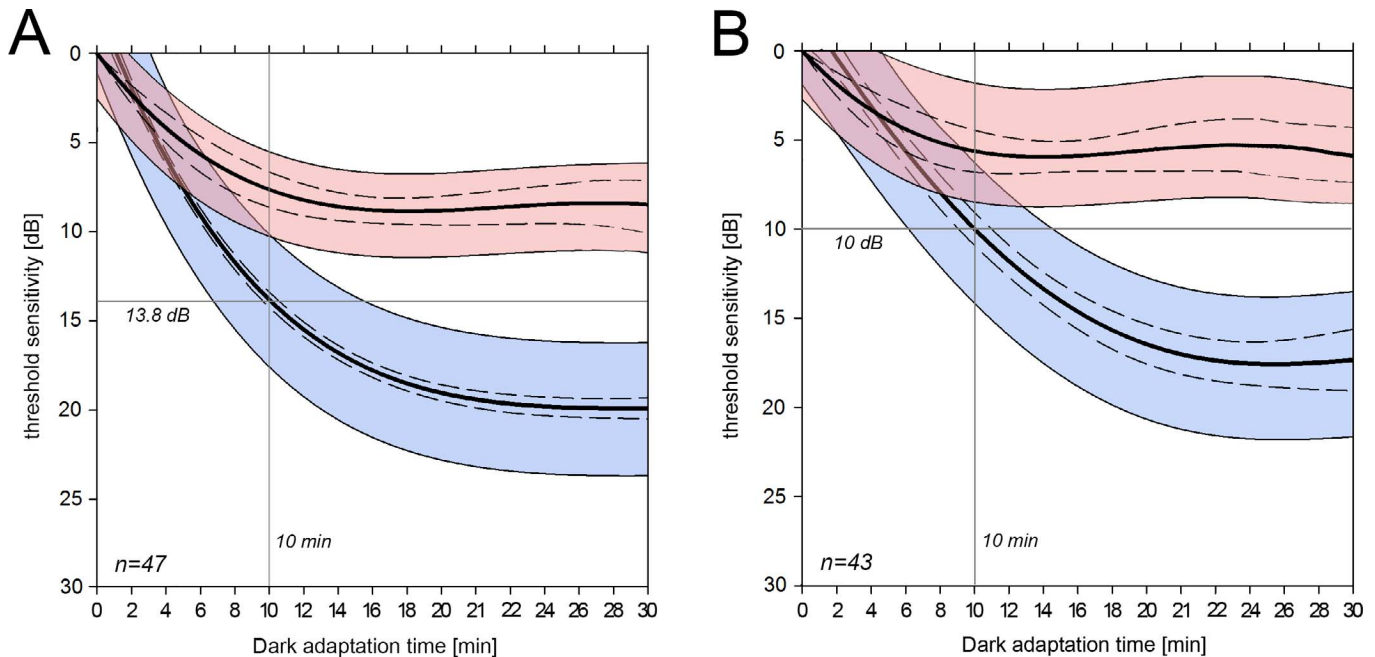 A
0 2 4 6 8 10 12 14 16 18 20 21 22 24 26 28 30
0
5
10
15
20
25
30
threshold sensitivity [dB]
13.8 dB
10 min
n=47
Dark adaptation time [min]
B
0 2 4 6 8 10 12 14 16 18 20 21 22 24 26 28 30
0
5
10
15
20
25
30
threshold sensitivity [dB]
10 dB
10 min
n=43
Dark adaptation time [min]